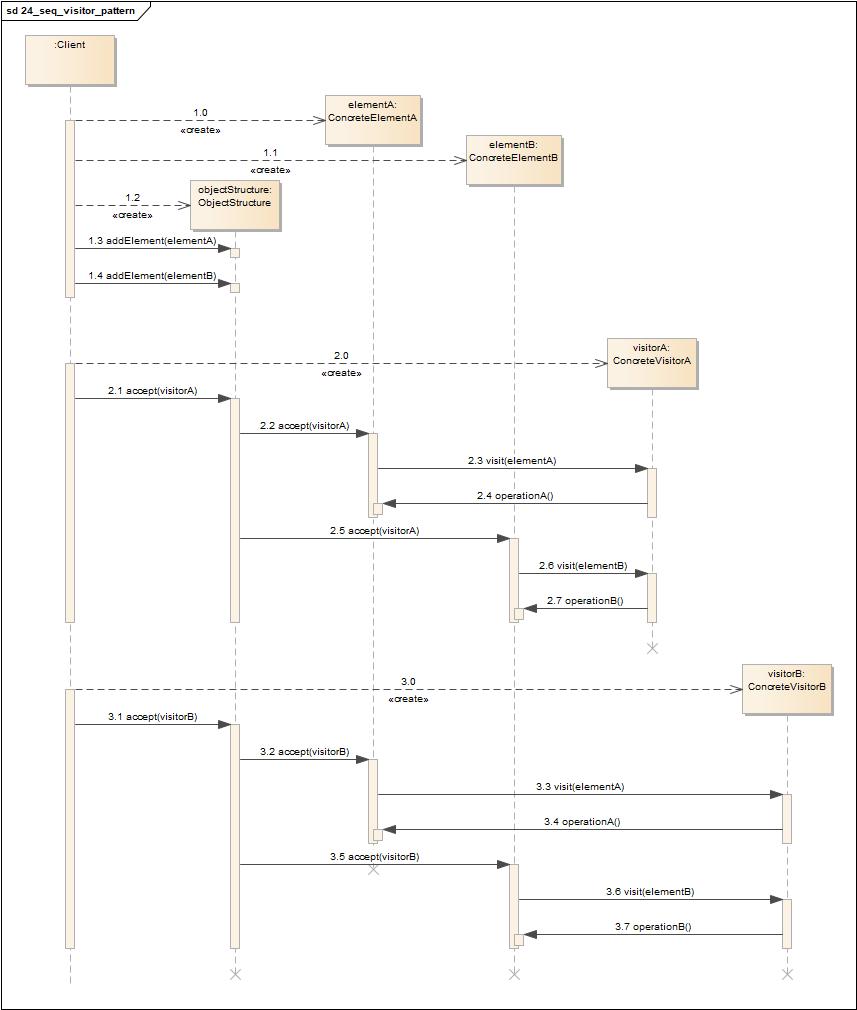 sd 24_seq_visitor_pattern
:Client
elementA:
ConcreteElementA
1.0
«create»
elementB:
ConcreteElementB
1.1
«create»
objectStructure:
ObjectStructure
1.2
«create»
1.3 addElement(elementA)
1.4 addElement(elementB)
visitorA:
ConcreteVisitorA
2.0
«create»
2.1 accept(visitorA)
2.2 accept(visitorA)
2.3 visit(elementA)
2.4 operationA()
2.5 accept(visitorA)
2.6 visit(elementB)
2.7 operationB()
visitorB:
ConcreteVisitorB
3.0
«create»
3.1 accept(visitorB)
3.2 accept(visitorB)
3.3 visit(elementA)
3.4 operationA()
3.5 accept(visitorB)
3.6 visit(elementB)
3.7 operationB()